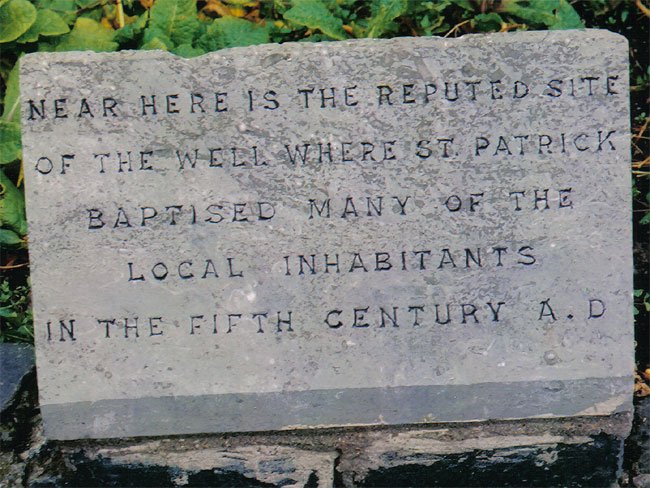 NEAR HERE IS THE REPUTED SITE
OF THE WELL WHERE ST. PATRICK
BAPTISED MANY OF THE
LOCAL INHABITANTS
IN THE FIFTH CENTURY A.D